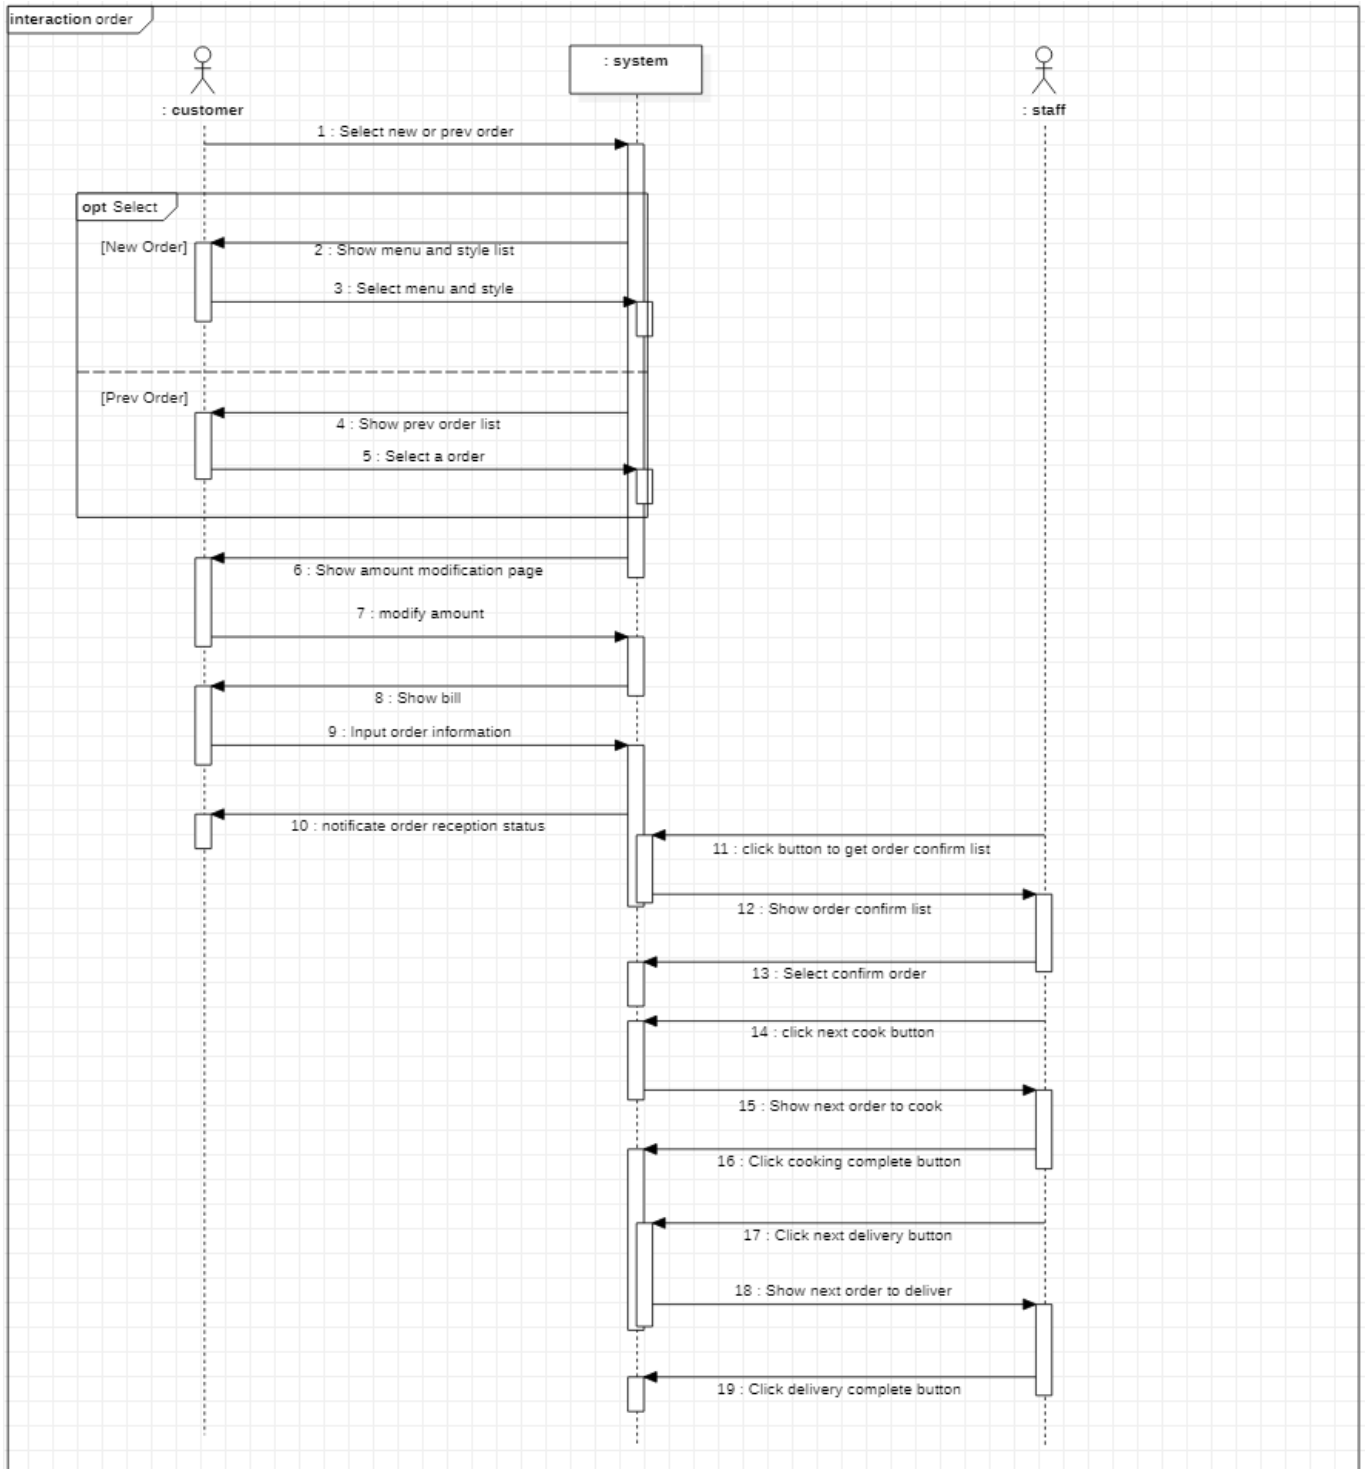 interaction order
: customer
: system
: staff
1 : Select new or prev order
opt Select
[New Order]
2 : Show menu and style list
3 : Select menu and style
[Prev Order]
4 : Show prev order list
5 : Select a order
6 : Show amount modification page
7 : modify amount
8 : Show bill
9 : Input order information
10 : notificate order reception status
11 : click button to get order confirm list
12 : Show order confirm list
13 : Select confirm order
14 : click next cook button
15 : Show next order to cook
16 : Click cooking complete button
17 : Click next delivery button
18 : Show next order to deliver
19 : Click delivery complete button